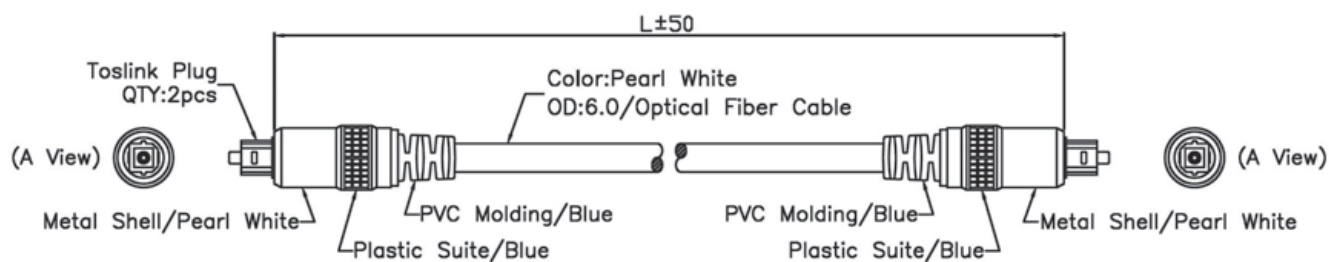 L±50
Toslink Plug
QTY:2pcs
Color:Pearl White
OD:6.0/Optical Fiber Cable
(A View)
(A View)
Metal Shell/Pearl White
PVC Molding/Blue
PVC Molding/Blue
Metal Shell/Pearl White
Plastic Suite/Blue
Plastic Suite/Blue